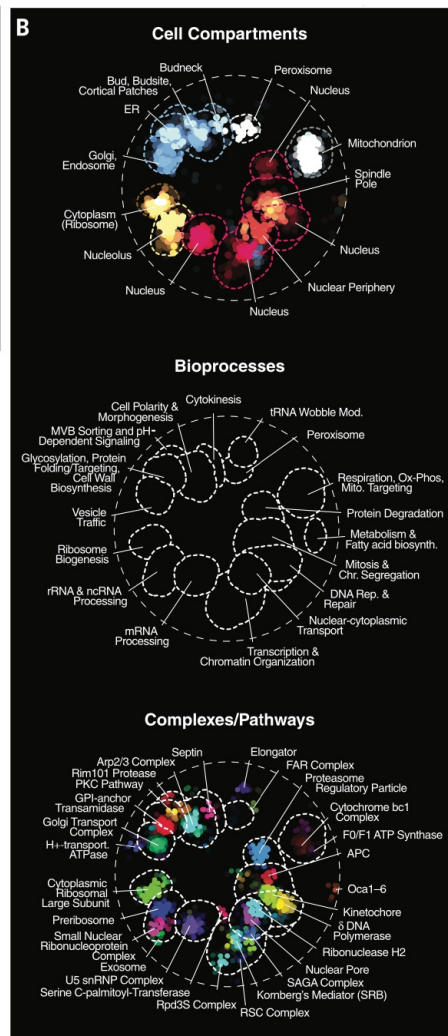 B
Cell Compartments
Budneck
Bud, Budsite,
Cortical Patches
Peroxisome
Nucleus
ER
Mitochondrion
Golgi,
Endosome
Spindle
Pole
Cytoplasm
(Ribosome)
Nucleolus
Nucleus
Nucleus
Nuclear Periphery
Nucleus
Bioprocesses
Cytokinesis
Cell Polarity &
Morphogenesis
tRNA Wobble Mod.
MVB Sorting and pH-
Dependent Signaling
Peroxisome
Glycosylation, Protein
Folding/Targeting,
Cell Wall
Biosynthesis
Respiration, Ox-Phos,
Mito. Targeting
Vesicle
Traffic
Protein Degradation
Metabolism &
Fatty acid biosynth.
Ribosome
Biogenesis
Mitosis &
Chr. Segregation
rRNA & ncRNA
Processing
DNA Rep. &
Repair
Nuclear-cytoplasmic
Transport
mRNA
Processing
Transcription &
Chromatin Organization
Complexes/Pathways
Septin
Elongator
Arp2/3 Complex
FAR Complex
Rim101 Protease
PKC Pathway
Proteasome
Regulatory Particle
GPI-anchor
Transamidase
Cytochrome bc1
Complex
Golgi Transport
Complex
F0/F1 ATP Synthase
H+-transport.
ATPase
APC
Cytoplasmic
Ribosomal
Large Subunit
Oca1–6
Kinetochore
Preribosome
δ DNA
Polymerase
Small Nuclear
Ribonucleoprotein
Complex
Ribonuclease H2
Exosome
Nuclear Pore
U5 snRNP Complex
SAGA Complex
Serine C-palmitoyl-Transferase
Kornberg's Mediator (SRB)
Rpd3S Complex
RSC Complex